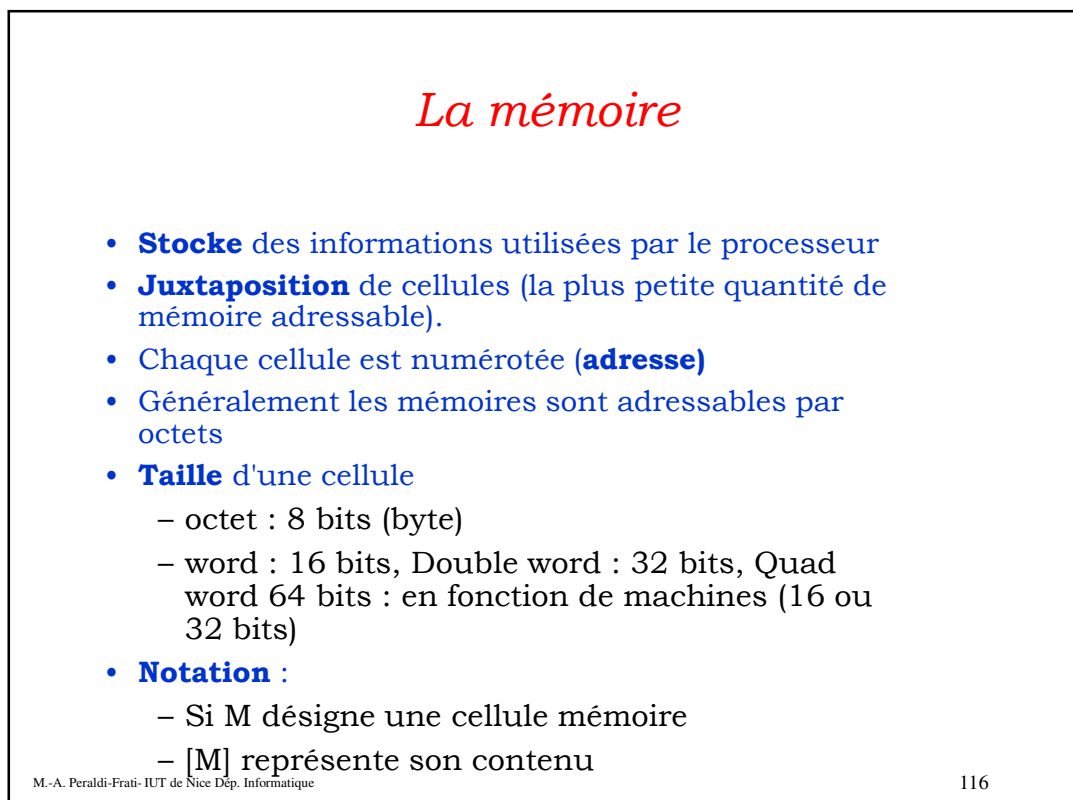 La mémoire
• Stocke des informations utilisées par le processeur
• Juxtaposition de cellules (la plus petite quantité de
mémoire adressable).
• Chaque cellule est numérotée (adresse)
• Généralement les mémoires sont adressables par
octets
• Taille d'une cellule
– octet : 8 bits (byte)
– word : 16 bits, Double word : 32 bits, Quad
word 64 bits : en fonction de machines (16 ou
32 bits)
• Notation :
– Si M désigne une cellule mémoire
– [M] représente son contenu
M.-A. Peraldi-Frati- IUT de Nice Dép. Informatique
116